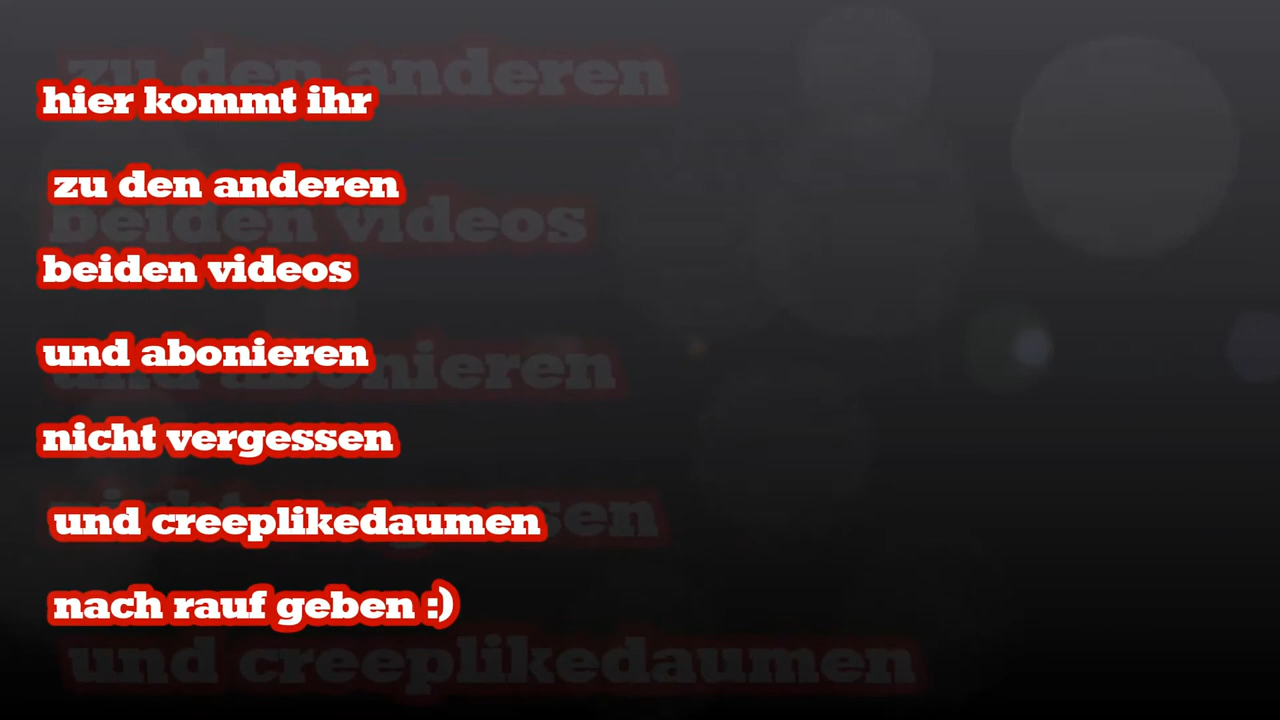 hier kommt ihr
zu den anderen
beiden videos
und abonieren
nicht vergessen
und creeplikedaumen
nach rauf geben :)